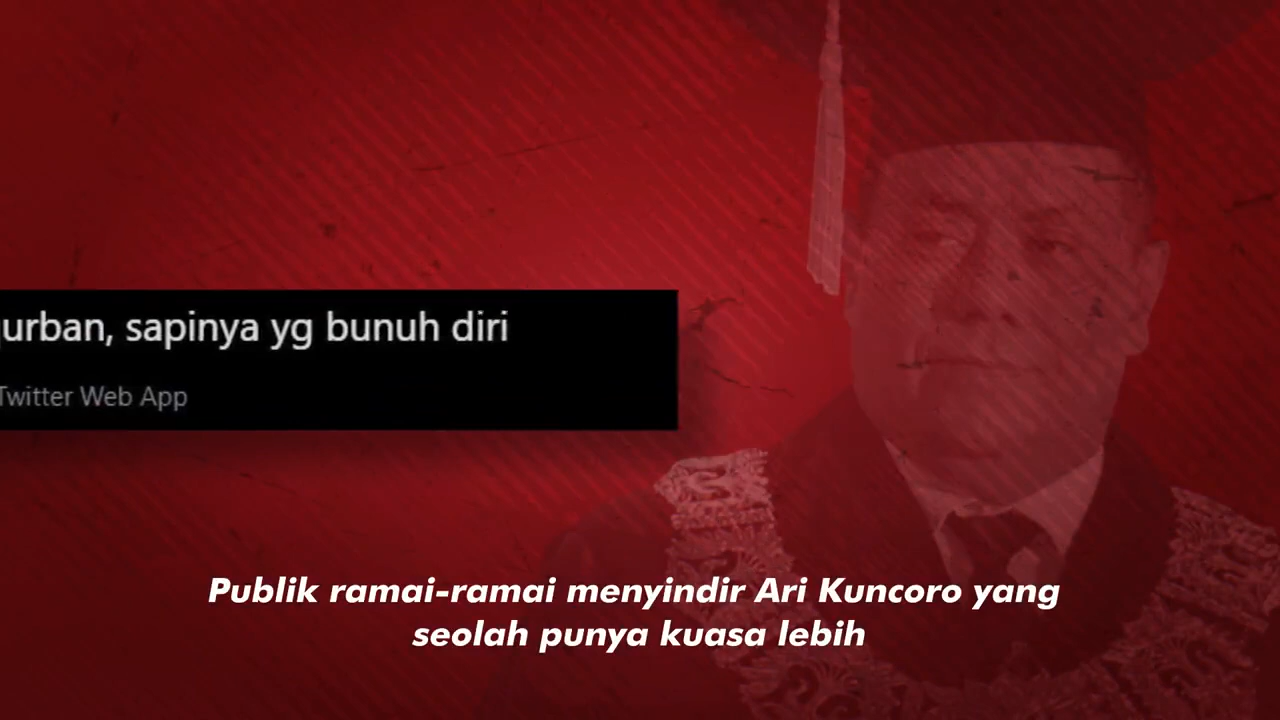 urban, sapinya yg bunuh diri
Twitter Web App
Publik ramai-ramai menyindir Ari Kuncoro yang
seolah punya kuasa lebih